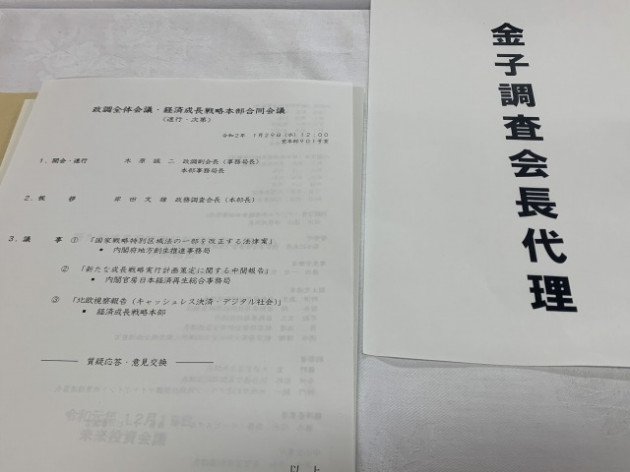 政調全体会議・経済成長戦略本部合同会議
（進行・次第）
令和2年 1月29日(水)12:00
党本部901号室
1．開会・進行 木原誠二 政調副会長（事務局長）
本部事務局長
2．挨 拶 岸田文雄 政務調査会長（本部長）
3．議 事 ① 「国家戦略特別区域法の一部を改正する法律案」
▪ 内閣府地方創生推進事務局
② 「新たな成長戦略実行計画策定に関する中間報告」
▪ 内閣官房日本経済再生総合事務局
③ 「北欧視察報告（キャッシュレス決済・デジタル社会）」
▪ 経済成長戦略本部
質疑応答・意見交換
以上
金子調査会長代理